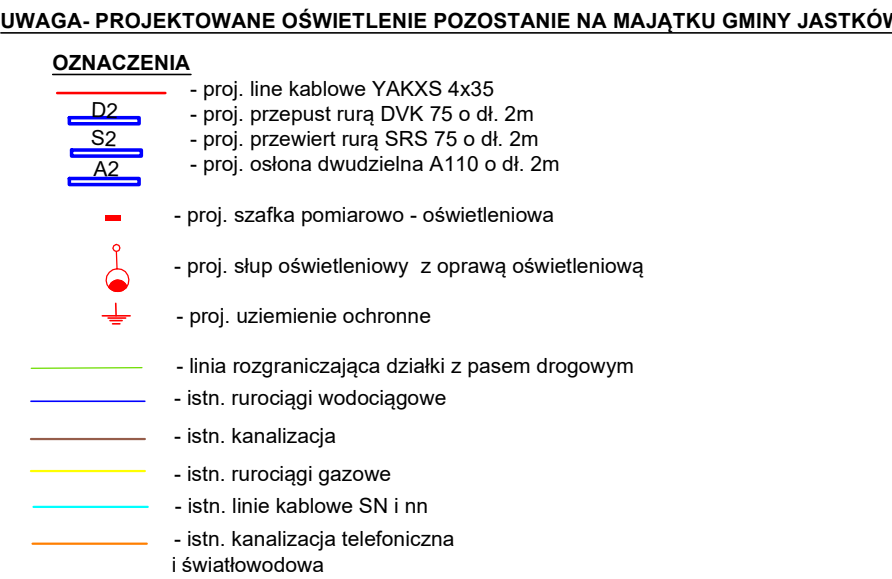 UWAGA- PROJEKTOWANE OŚWIETLENIE POZOSTANIE NA MAJĄTKU GMINY JASTKÓW
OZNACZENIA
- proj. line kablowe YAKXS 4x35
D2 - proj. przepust rurą DVK 75 o dł. 2m
S2 - proj. przewiert rurą SRS 75 o dł. 2m
A2 - proj. osłona dwudzielna A110 o dł. 2m
- proj. szafka pomiarowo - oświetleniowa
- proj. słup oświetleniowy z oprawą oświetleniową
- proj. uziemienie ochronne
- linia rozgraniczająca działki z pasem drogowym
- istn. rurociągi wodociągowe
- istn. kanalizacja
- istn. rurociągi gazowe
- istn. linie kablowe SN i nn
- istn. kanalizacja telefoniczna
i światłowodowa